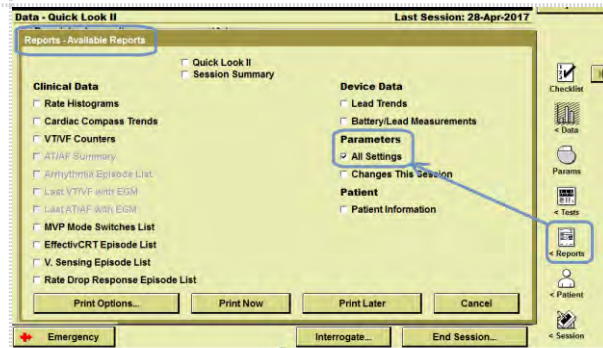 Data - Quick Look II Last Session: 28-Apr-2017
Reports - Available Reports
Quick Look II
Session Summary
Clinical Data
Rate Histograms
Cardiac Compass Trends
VT/VF Counters
AT/AF Summary
Arrhythmia Episode List
Last VT/VF with EGM
Last AT/AF with EGM
MVP Mode Switches List
EffectivCRT Episode List
V. Sensing Episode List
Rate Drop Response Episode List
Device Data
Lead Trends
Battery/Lead Measurements
Parameters
All Settings
Changes This Session
Patient
Patient Information
Print Options... Print Now Print Later Cancel
Emergency Interrogate... End Session...
Checklist
< Data
Params
< Tests
< Reports
< Patient
< Session